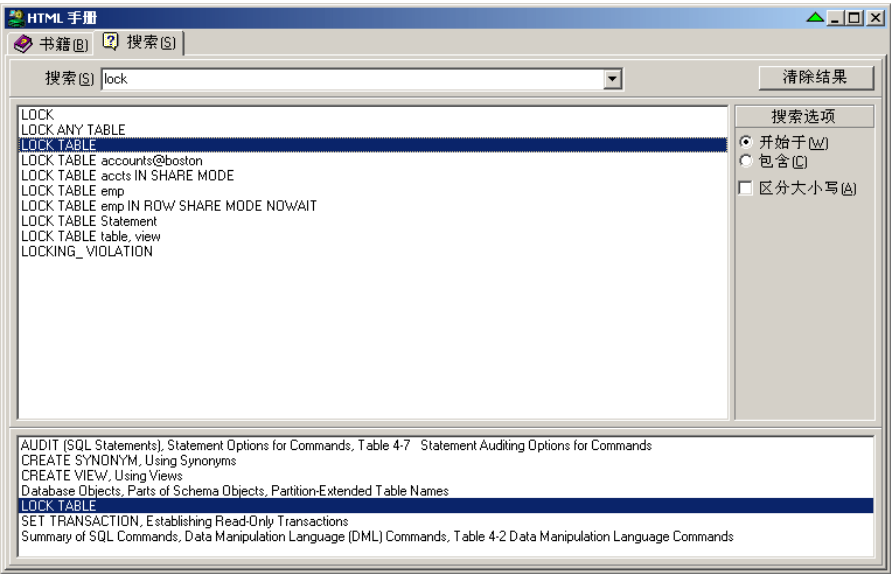 HTML 手册
书籍(B) 搜索(S)
搜索(S) lock 清除结果
LOCK
LOCK ANY TABLE
LOCK TABLE
LOCK TABLE accounts@boston
LOCK TABLE accts IN SHARE MODE
LOCK TABLE emp
LOCK TABLE emp IN ROW SHARE MODE NOWAIT
LOCK TABLE Statement
LOCK TABLE table, view
LOCKING_ VIOLATION
搜索选项
开始于(W)
包含(C)
区分大小写(A)
AUDIT (SQL Statements), Statement Options for Commands, Table 4-7 Statement Auditing Options for Commands
CREATE SYNONYM, Using Synonyms
CREATE VIEW, Using Views
Database Objects, Parts of Schema Objects, Partition-Extended Table Names
LOCK TABLE
SET TRANSACTION, Establishing Read-Only Transactions
Summary of SQL Commands, Data Manipulation Language (DML) Commands, Table 4-2 Data Manipulation Language Commands